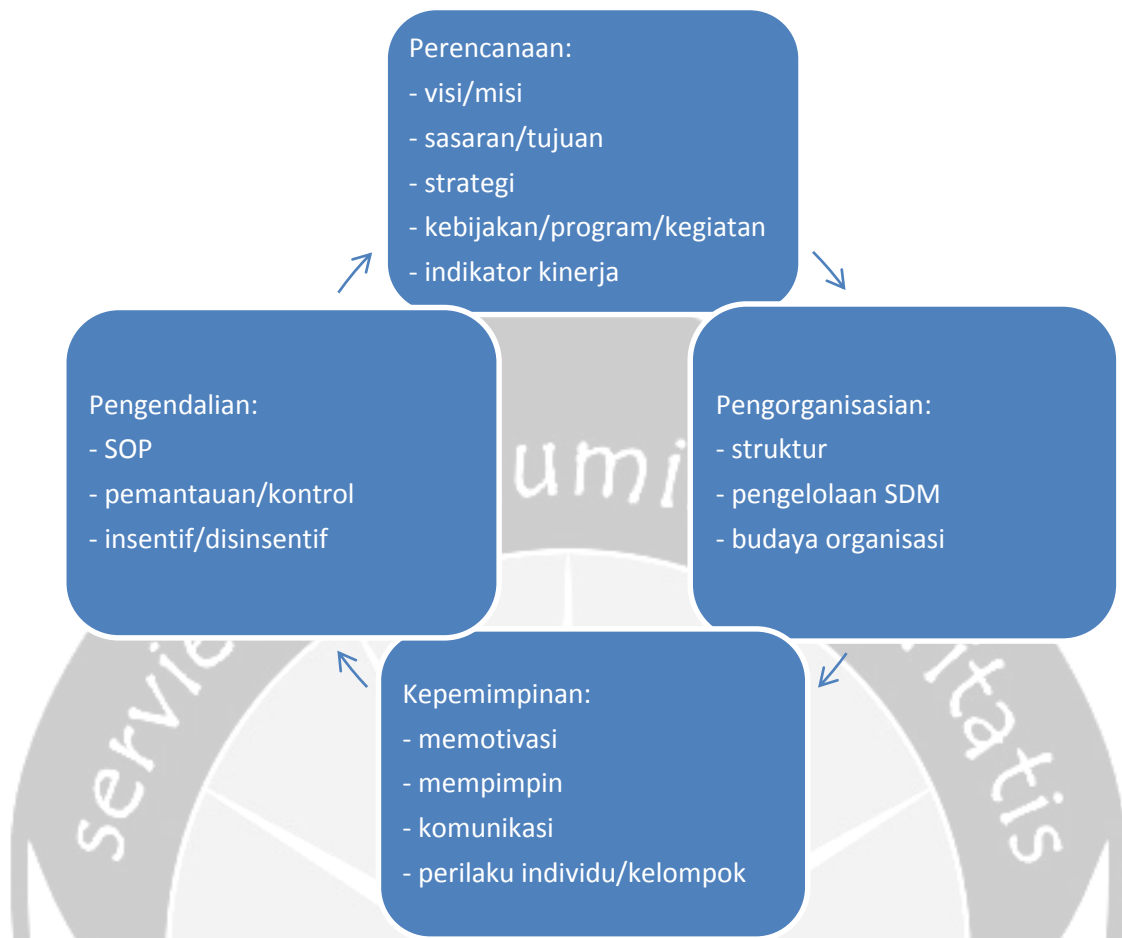 Perencanaan:
- visi/misi
- sasaran/tujuan
- strategi
- kebijakan/program/kegiatan
- indikator kinerja
Pengendalian:
- SOP
- pemantauan/kontrol
- insentif/disinsentif
Pengorganisasian:
- struktur
- pengelolaan SDM
- budaya organisasi
Kepemimpinan:
- memotivasi
- mempimpin
- komunikasi
- perilaku individu/kelompok